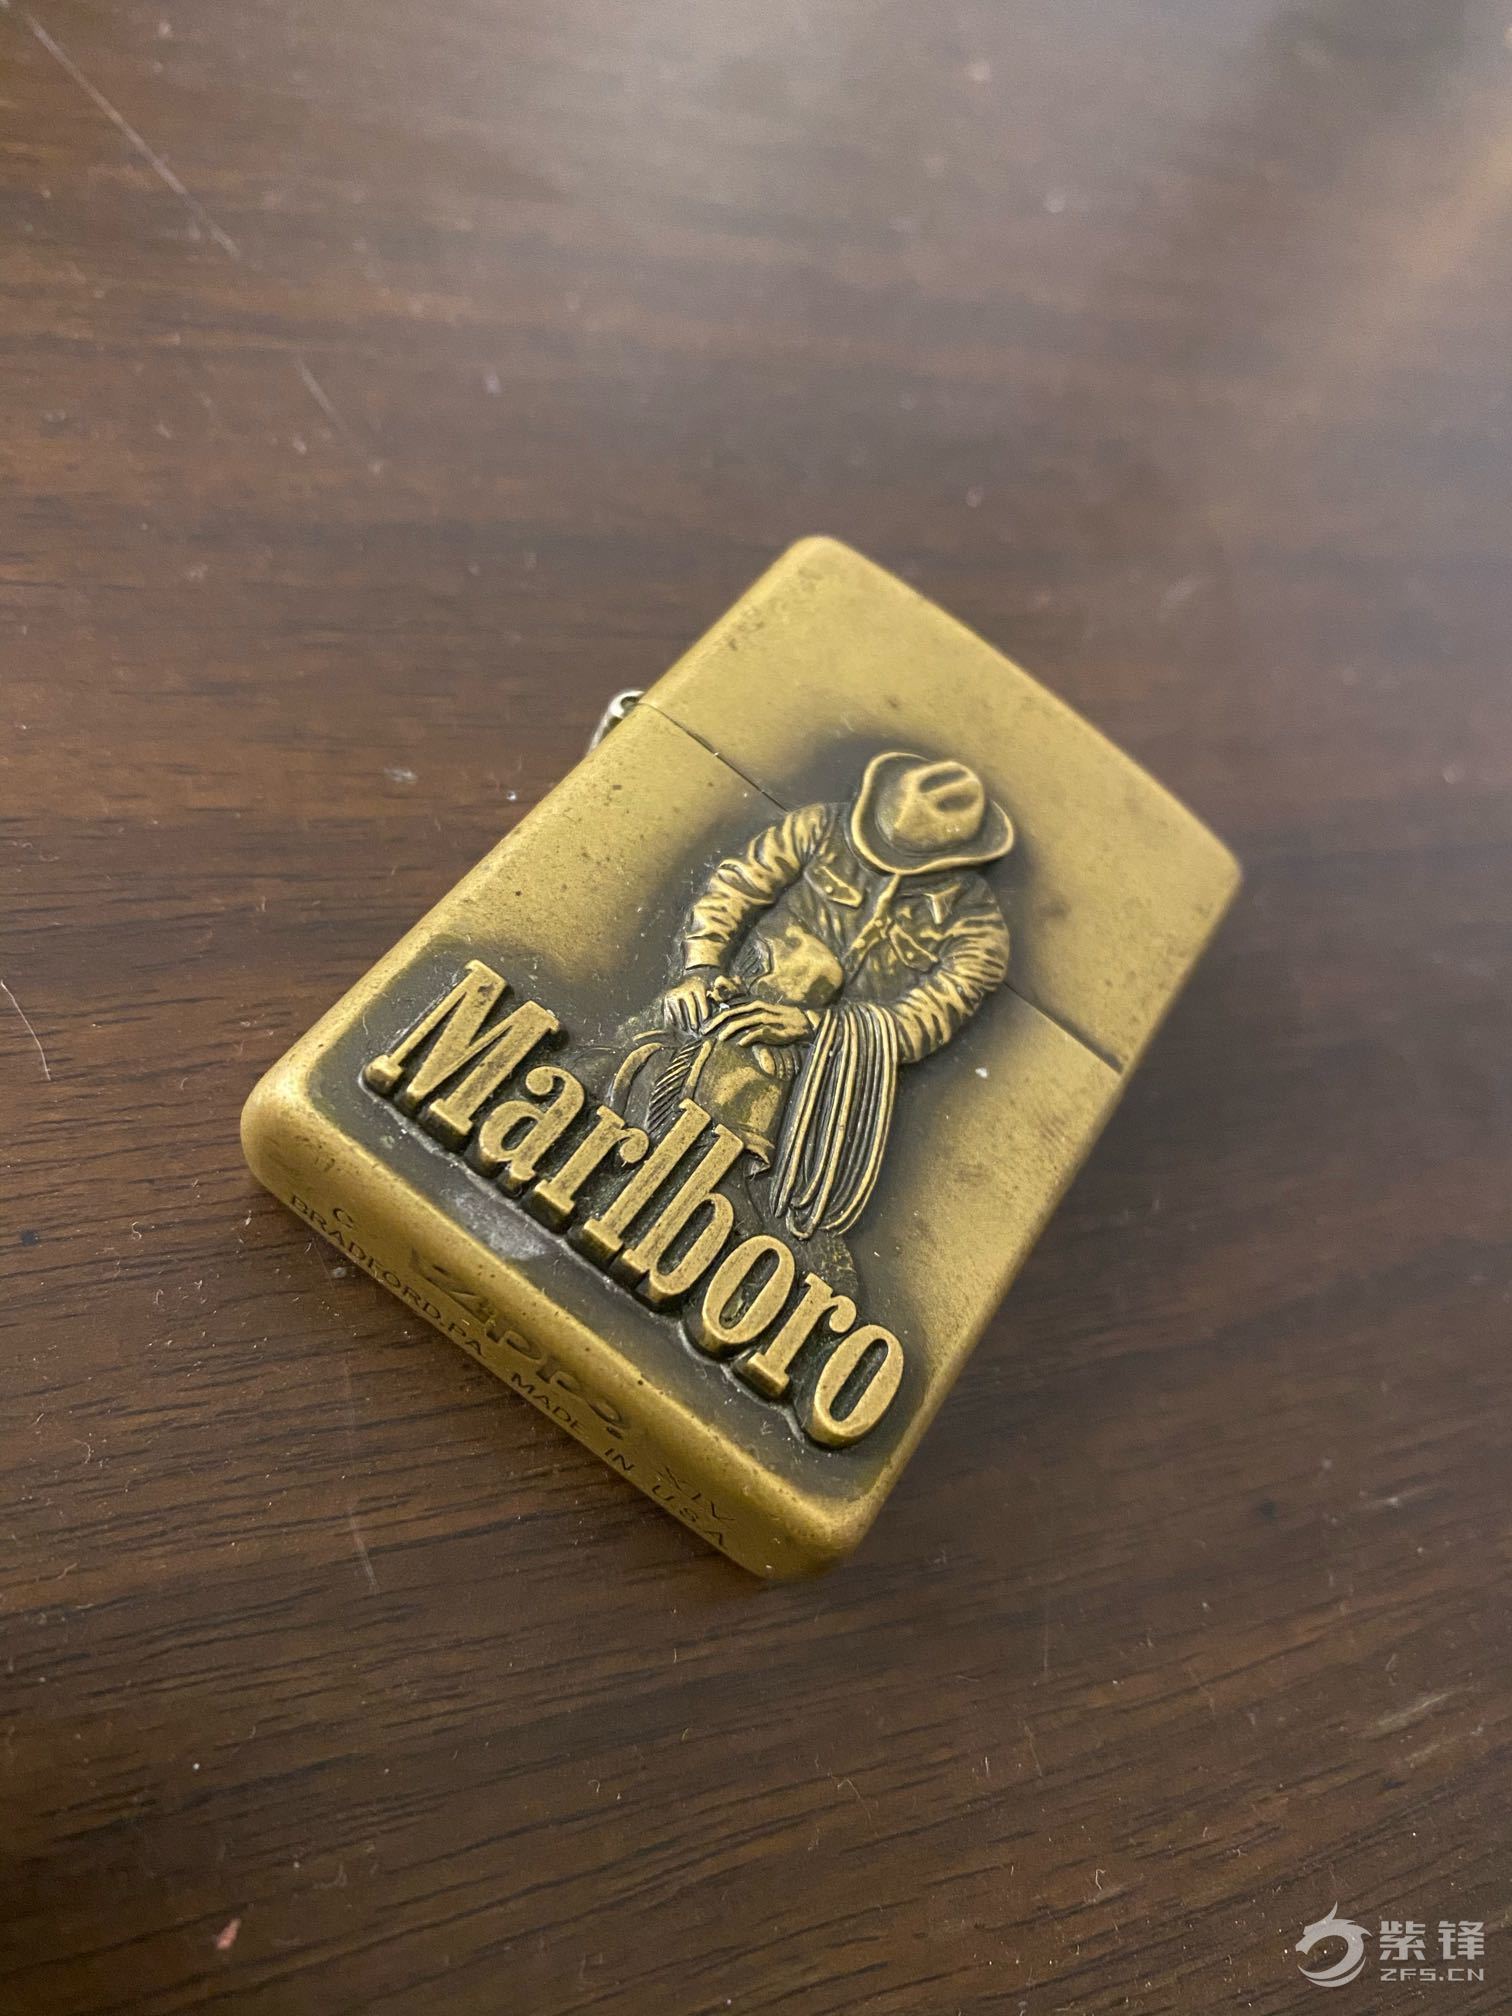 Marlboro
C ZIPPO XIV
BRADFORD,PA. MADE IN U.S.A
紫锋
ZFS.CN